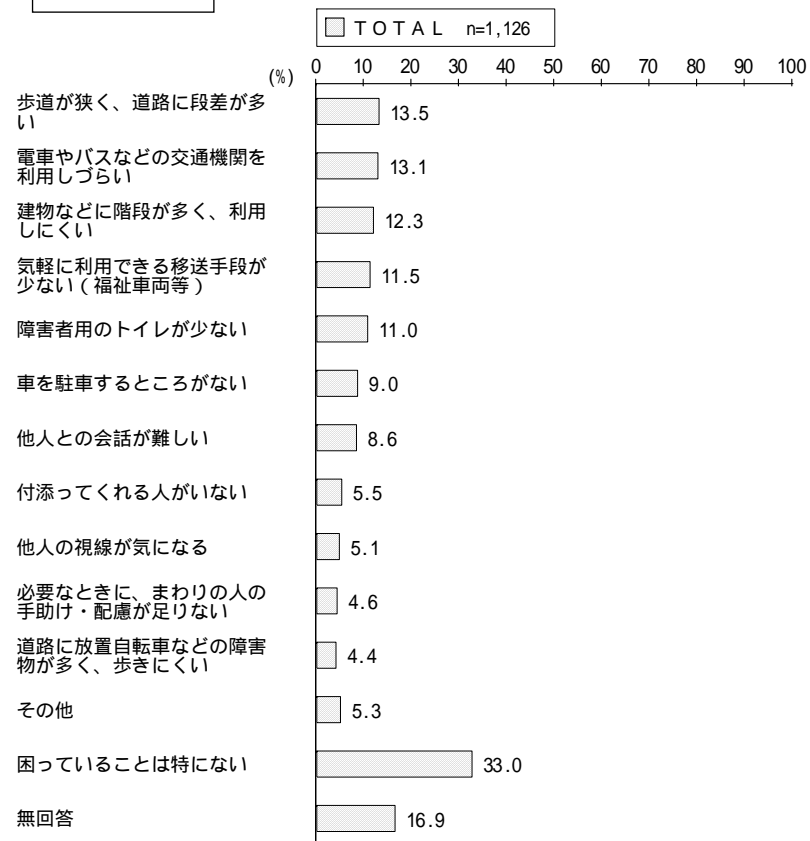 TOTAL n=1,126
(%) 0 10 20 30 40 50 60 70 80 90 100
歩道が狭く、道路に段差が多
い
13.5
電車やバスなどの交通機関を
利用しづらい
13.1
建物などに階段が多く、利用
しにくい
12.3
気軽に利用できる移送手段が
少ない(福祉車両等)
11.5
障害者用のトイレが少ない 11.0
車を駐車するところがない 9.0
他人との会話が難しい 8.6
付添ってくれる人がいない 5.5
他人の視線が気になる 5.1
必要なときに、まわりの人の
手助け・配慮が足りない
4.6
道路に放置自転車などの障害
物が多く、歩きにくい
4.4
その他 5.3
困っていることは特にない 33.0
無回答 16.9